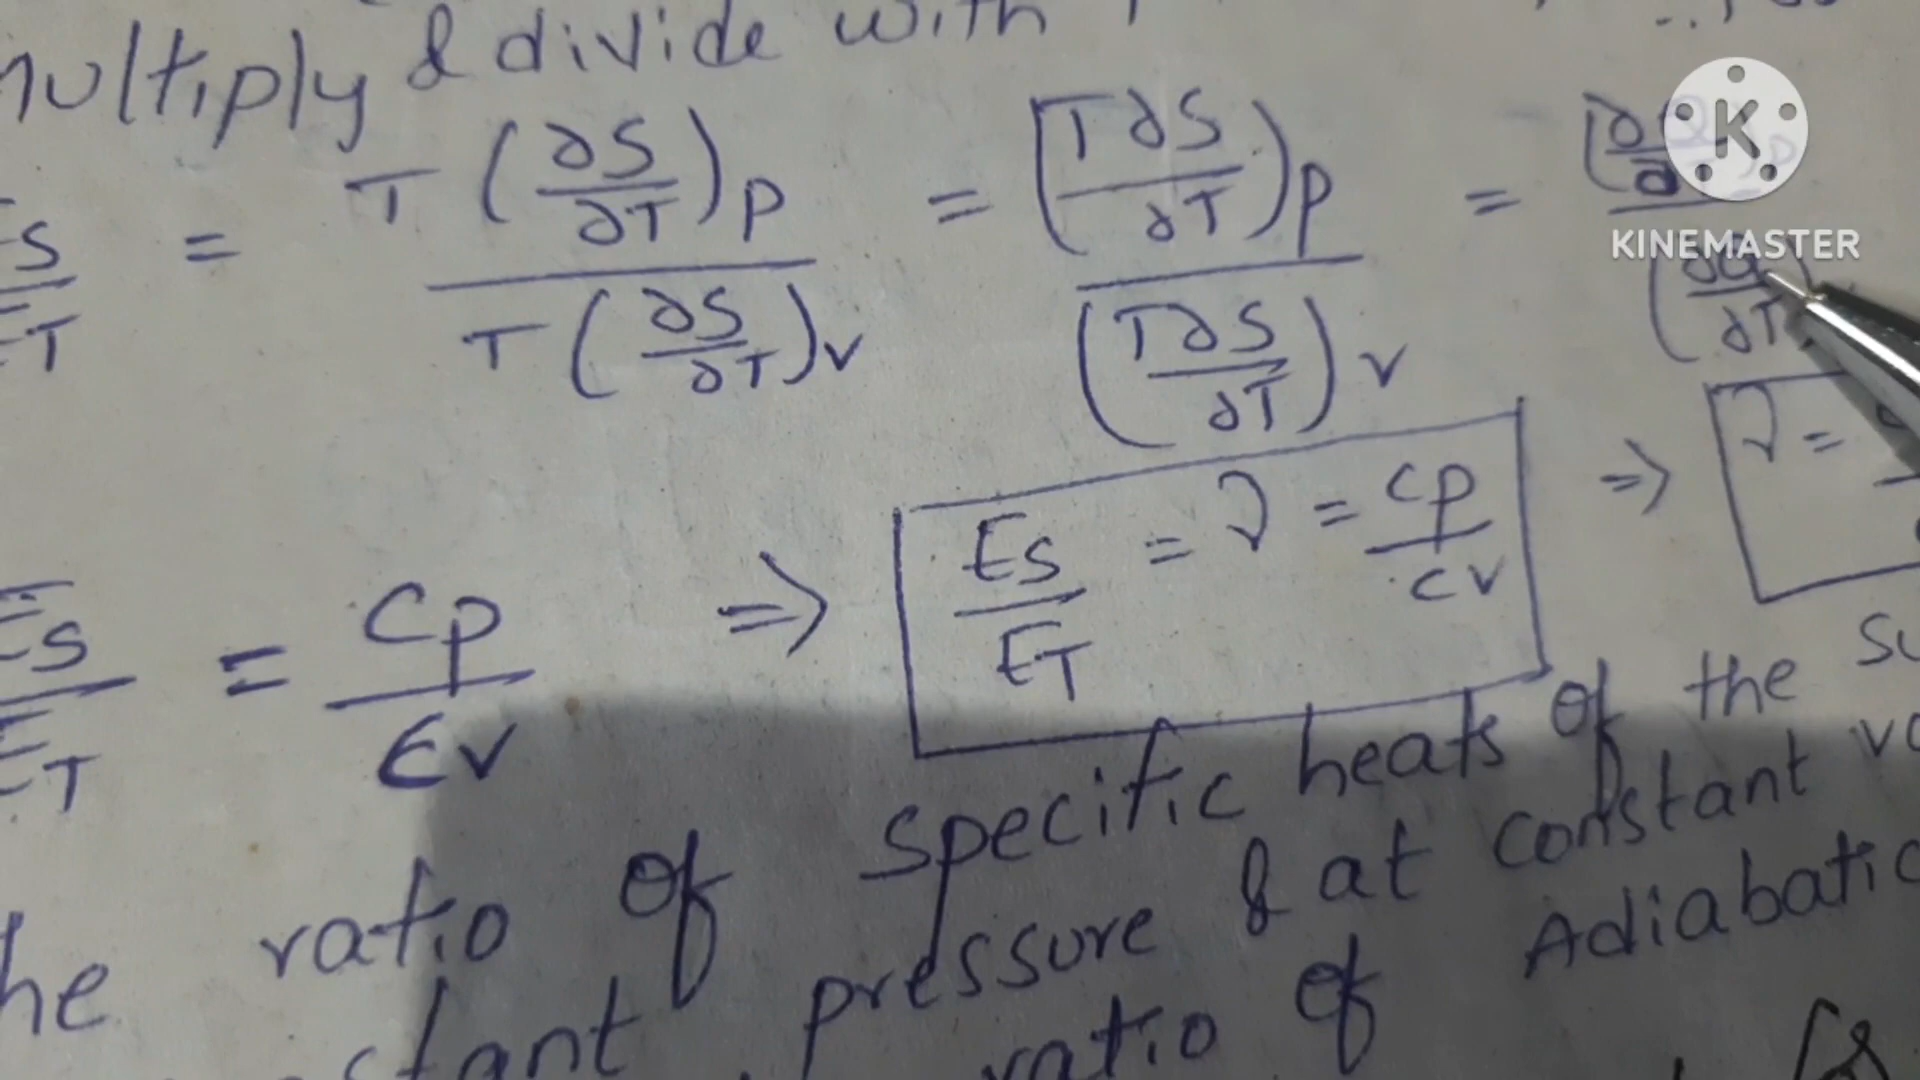 multiply & divide with T
Es/ET = T (∂S/∂T)P / T (∂S/∂T)V = (T∂S/∂T)P / (T∂S/∂T)V = (∂Q/∂ / (∂Q/∂T)
K
KINEMASTER
Es/ET = CP/CV => Es/ET = γ = CP/CV => γ =
the ratio of specific heats of the
pressure & at constant
ratio of Adiabatic